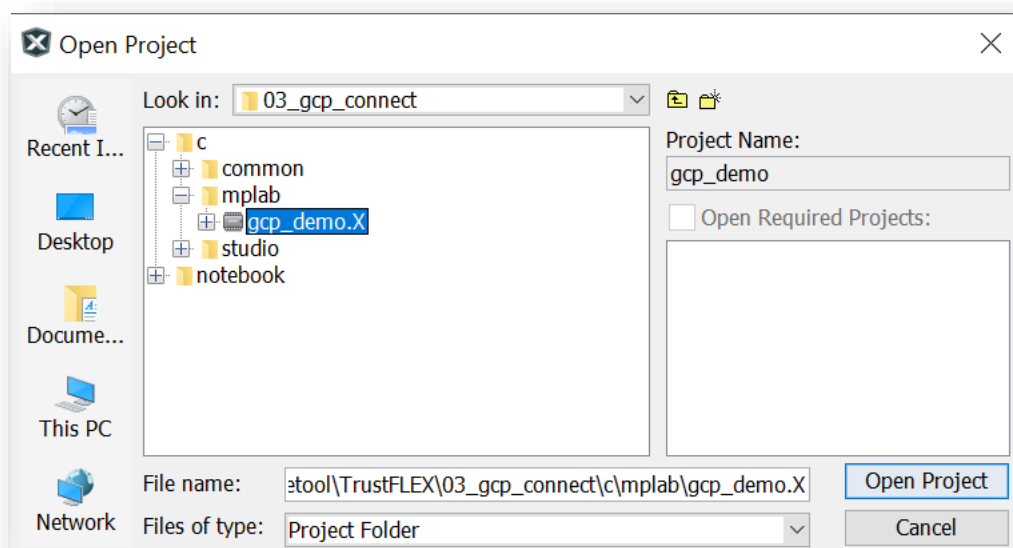 Open Project
Look in: 03_gcp_connect
Recent I...
Desktop
Docume...
This PC
Network
c
common
mplab
gcp_demo.X
studio
notebook
Project Name:
gcp_demo
Open Required Projects:
File name: etool\TrustFLEX\03_gcp_connect\c\mplab\gcp_demo.X
Open Project
Files of type: Project Folder
Cancel